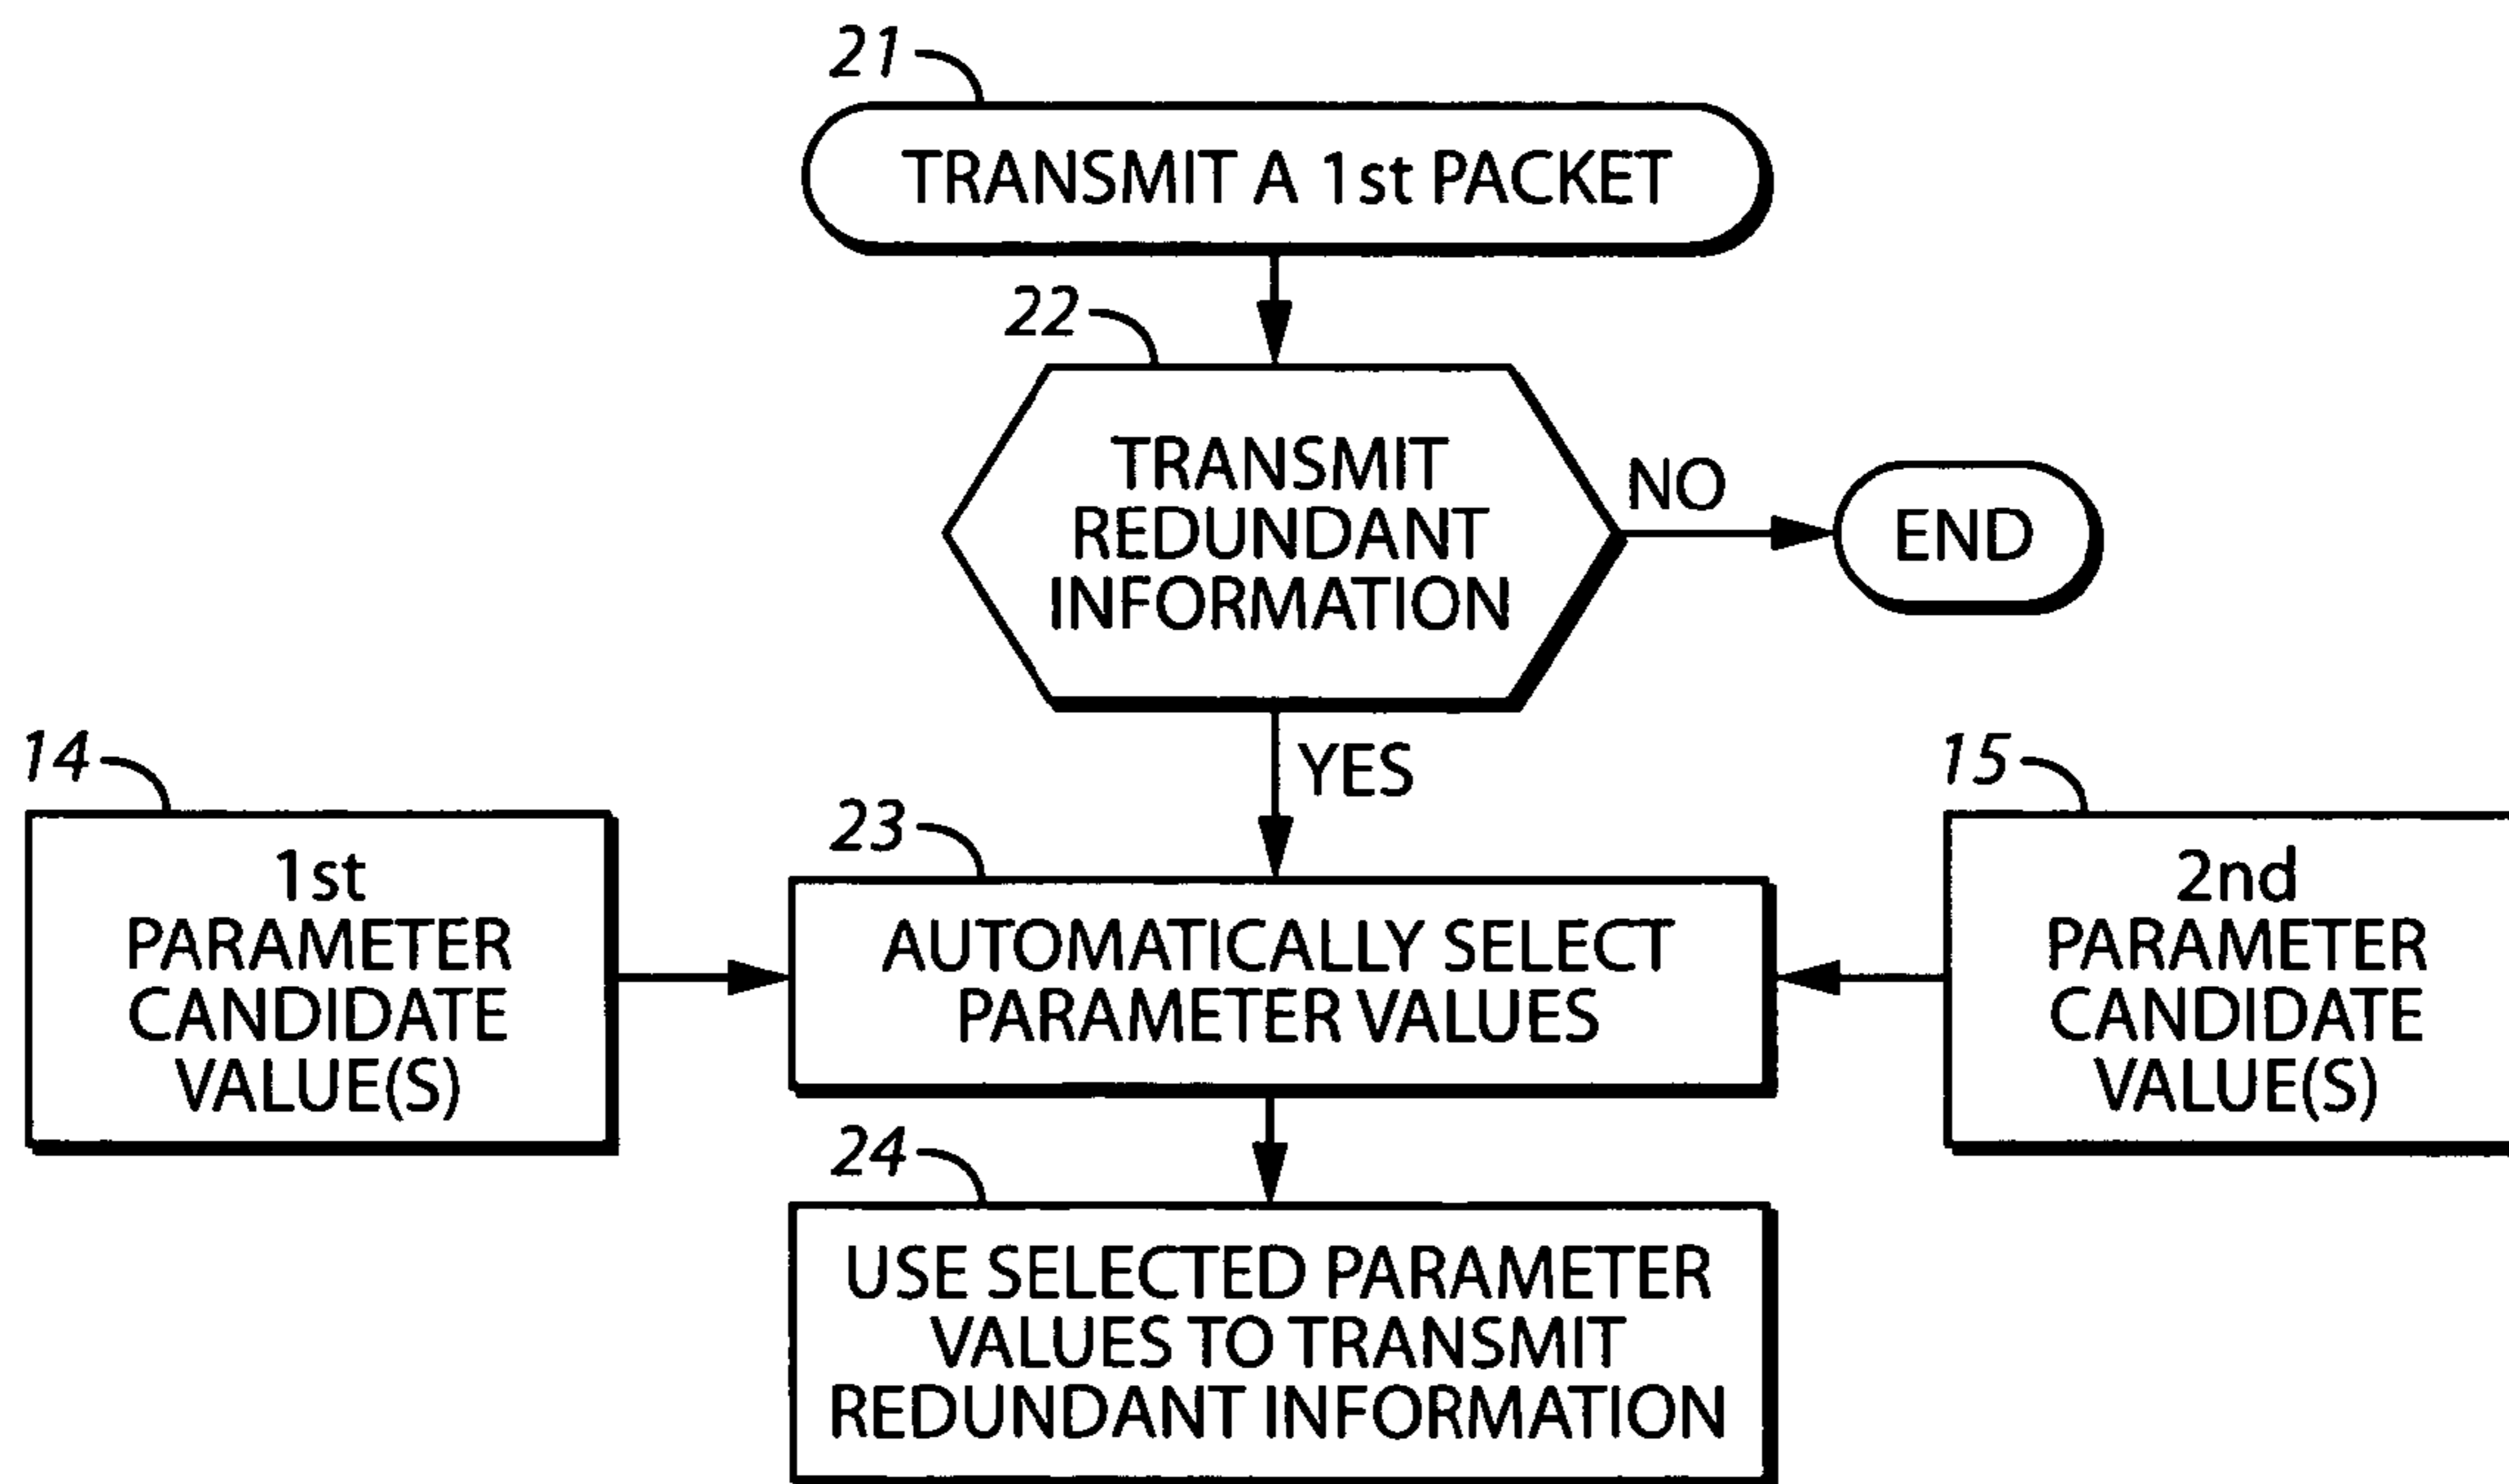 21
TRANSMIT A 1st PACKET
22
TRANSMIT
REDUNDANT
INFORMATION
NO
END
YES
14
1st
PARAMETER
CANDIDATE
VALUE(S)
23
AUTOMATICALLY SELECT
PARAMETER VALUES
15
2nd
PARAMETER
CANDIDATE
VALUE(S)
24
USE SELECTED PARAMETER
VALUES TO TRANSMIT
REDUNDANT INFORMATION